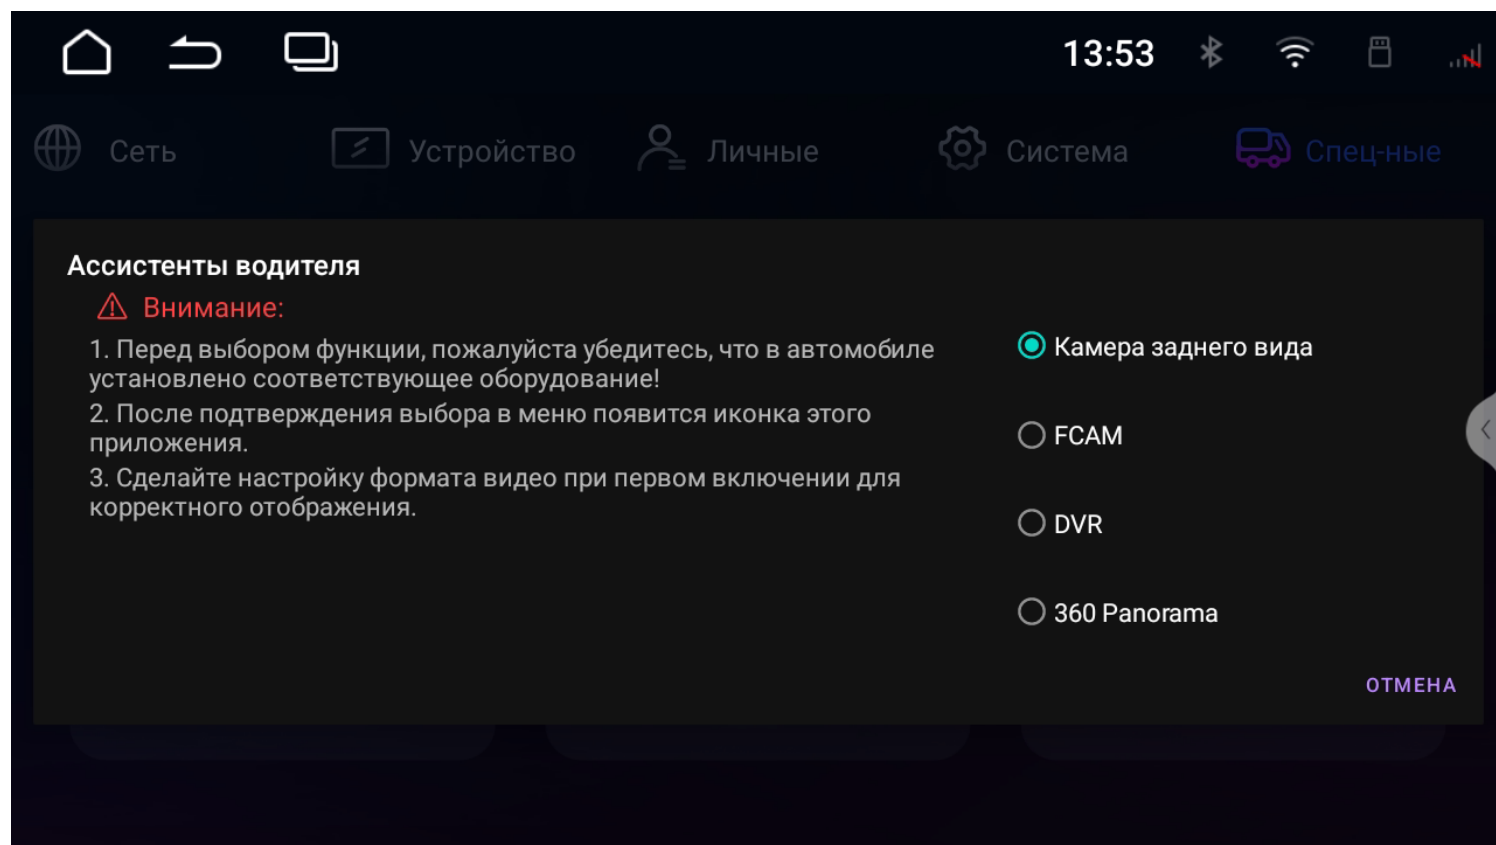 13:53
Сеть
Устройство
Личные
Система
Спец-ные
Ассистенты водителя
Внимание:
1. Перед выбором функции, пожалуйста убедитесь, что в автомобиле
установлено соответствующее оборудование!
2. После подтверждения выбора в меню появится иконка этого
приложения.
3. Сделайте настройку формата видео при первом включении для
корректного отображения.
Камера заднего вида
FCAM
DVR
360 Panorama
ОТМЕНА